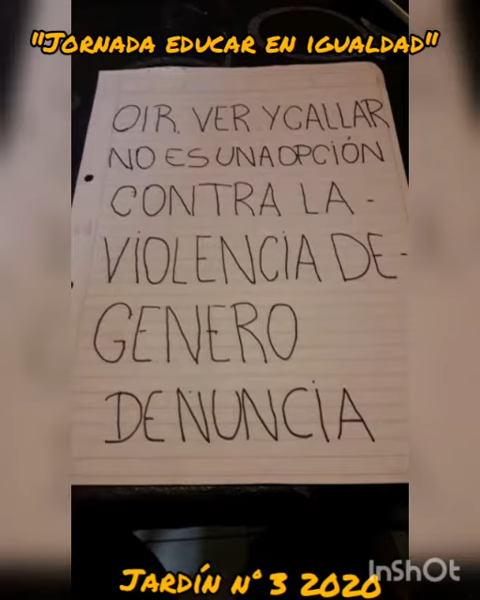 "Jornada educar en igualdad"
OIR. VER Y CALLAR
NO ES UNA OPCIÓN
CONTRA LA -
VIOLENCIA DE-
GENERO
DENUNCIA
InShOt
Jardín n° 3 2020